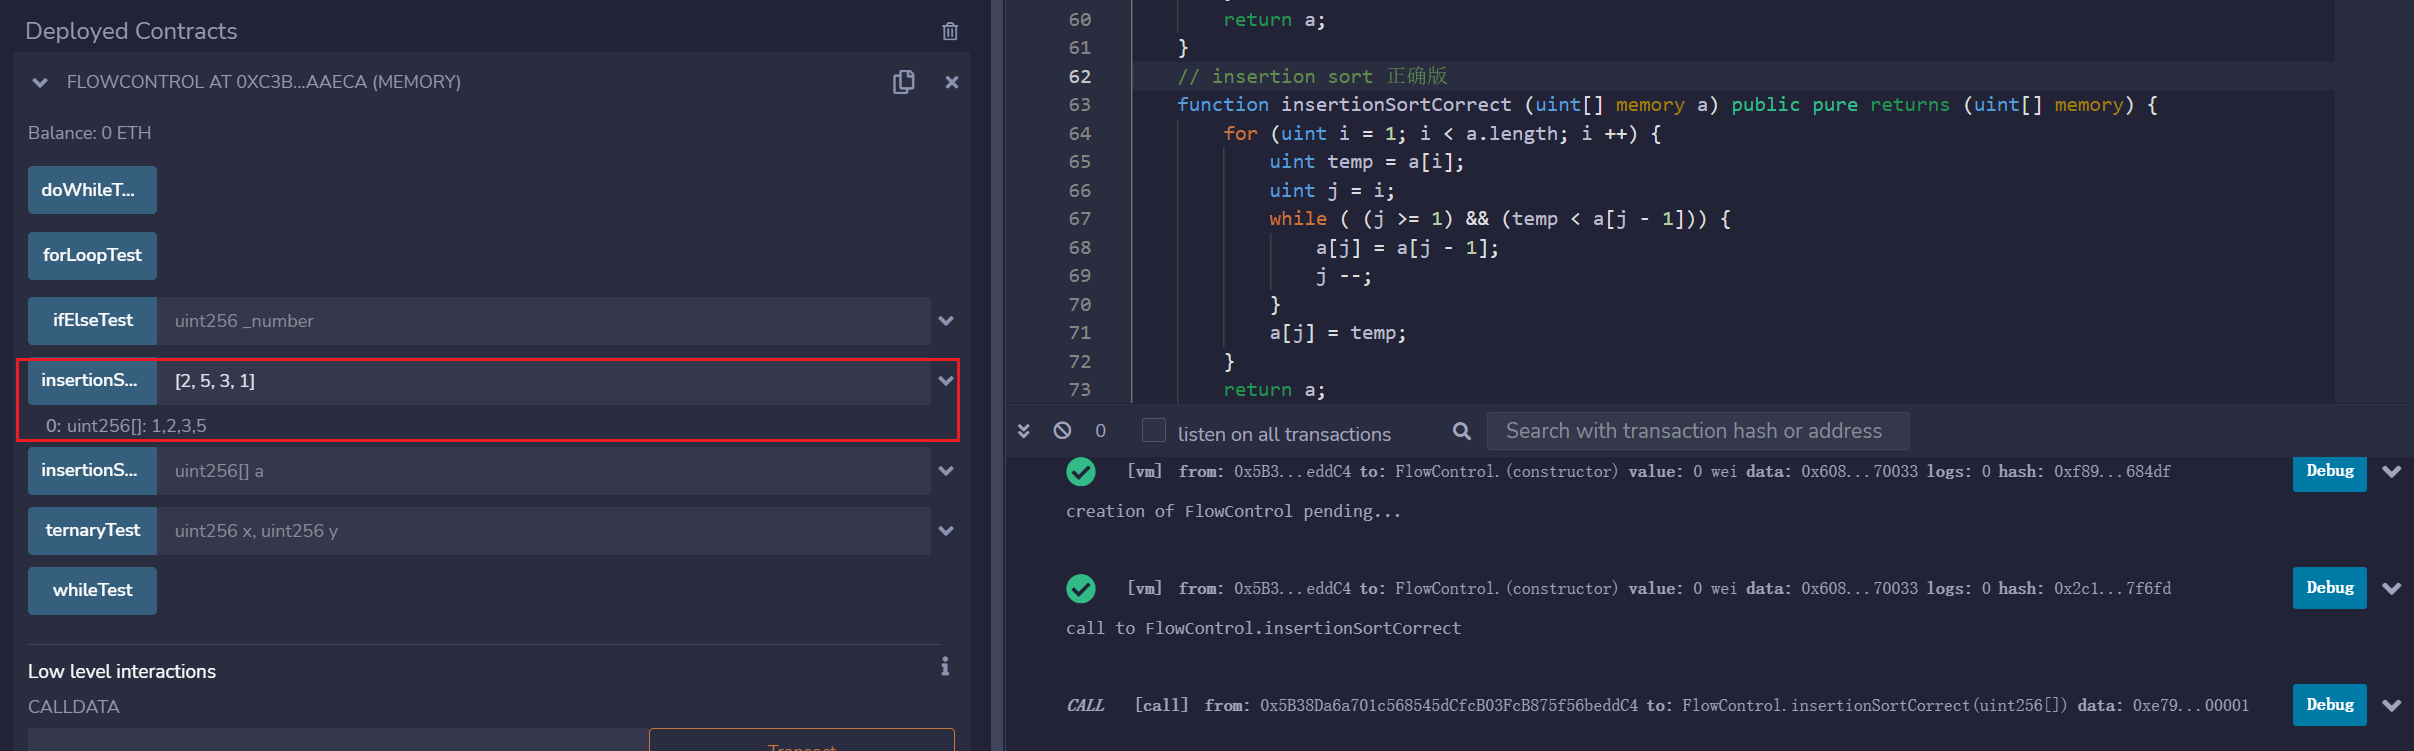 Deployed Contracts
FLOWCONTROL AT 0XC3B...AAECA (MEMORY)
Balance: 0 ETH
doWhileT...
forLoopTest
ifElseTest uint256 _number
insertionS... [2, 5, 3, 1]
0: uint256[]: 1,2,3,5
insertionS... uint256[] a
ternaryTest uint256 x, uint256 y
whileTest
Low level interactions
CALLDATA
60 return a;
61 }
62 // insertion sort 正确版
63 function insertionSortCorrect (uint[] memory a) public pure returns (uint[] memory) {
64 for (uint i = 1; i < a.length; i ++) {
65 uint temp = a[i];
66 uint j = i;
67 while ( (j >= 1) && (temp < a[j - 1])) {
68 a[j] = a[j - 1];
69 j --;
70 }
71 a[j] = temp;
72 }
73 return a;
0 listen on all transactions Search with transaction hash or address
[vm] from: 0x5B3...eddC4 to: FlowControl.(constructor) value: 0 wei data: 0x608...70033 logs: 0 hash: 0xf89...684df Debug
creation of FlowControl pending...
[vm] from: 0x5B3...eddC4 to: FlowControl.(constructor) value: 0 wei data: 0x608...70033 logs: 0 hash: 0x2c1...7f6fd Debug
call to FlowControl.insertionSortCorrect
CALL [call] from: 0x5B38Da6a701c568545dCfcB03FcB875f56beddC4 to: FlowControl.insertionSortCorrect(uint256[]) data: 0xe79...00001 Debug